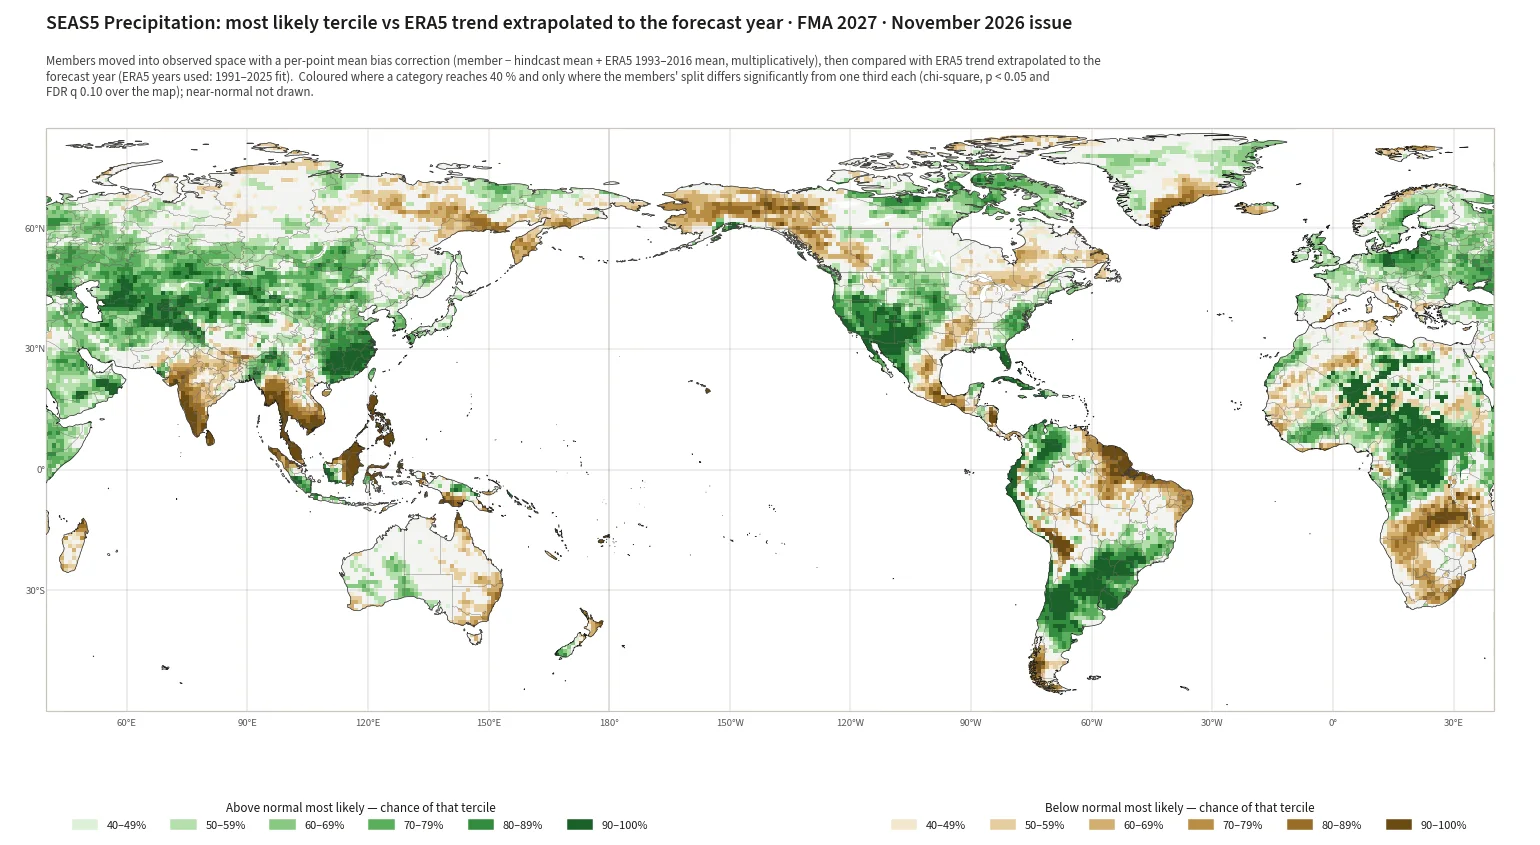 SEAS5 Precipitation: most likely tercile vs ERA5 trend extrapolated to the forecast year · FMA 2027 · November 2026 issue
Members moved into observed space with a per-point mean bias correction (member − hindcast mean + ERA5 1993–2016 mean, multiplicatively), then compared with ERA5 trend extrapolated to the
forecast year (ERA5 years used: 1991–2025 fit). Coloured where a category reaches 40 % and only where the members' split differs significantly from one third each (chi-square, p < 0.05 and
FDR q 0.10 over the map); near-normal not drawn.
60°N
30°N
0°
30°S
60°E 90°E 120°E 150°E 180° 150°W 120°W 90°W 60°W 30°W 0° 30°E
Above normal most likely — chance of that tercile
40–49% 50–59% 60–69% 70–79% 80–89% 90–100%
Below normal most likely — chance of that tercile
40–49% 50–59% 60–69% 70–79% 80–89% 90–100%